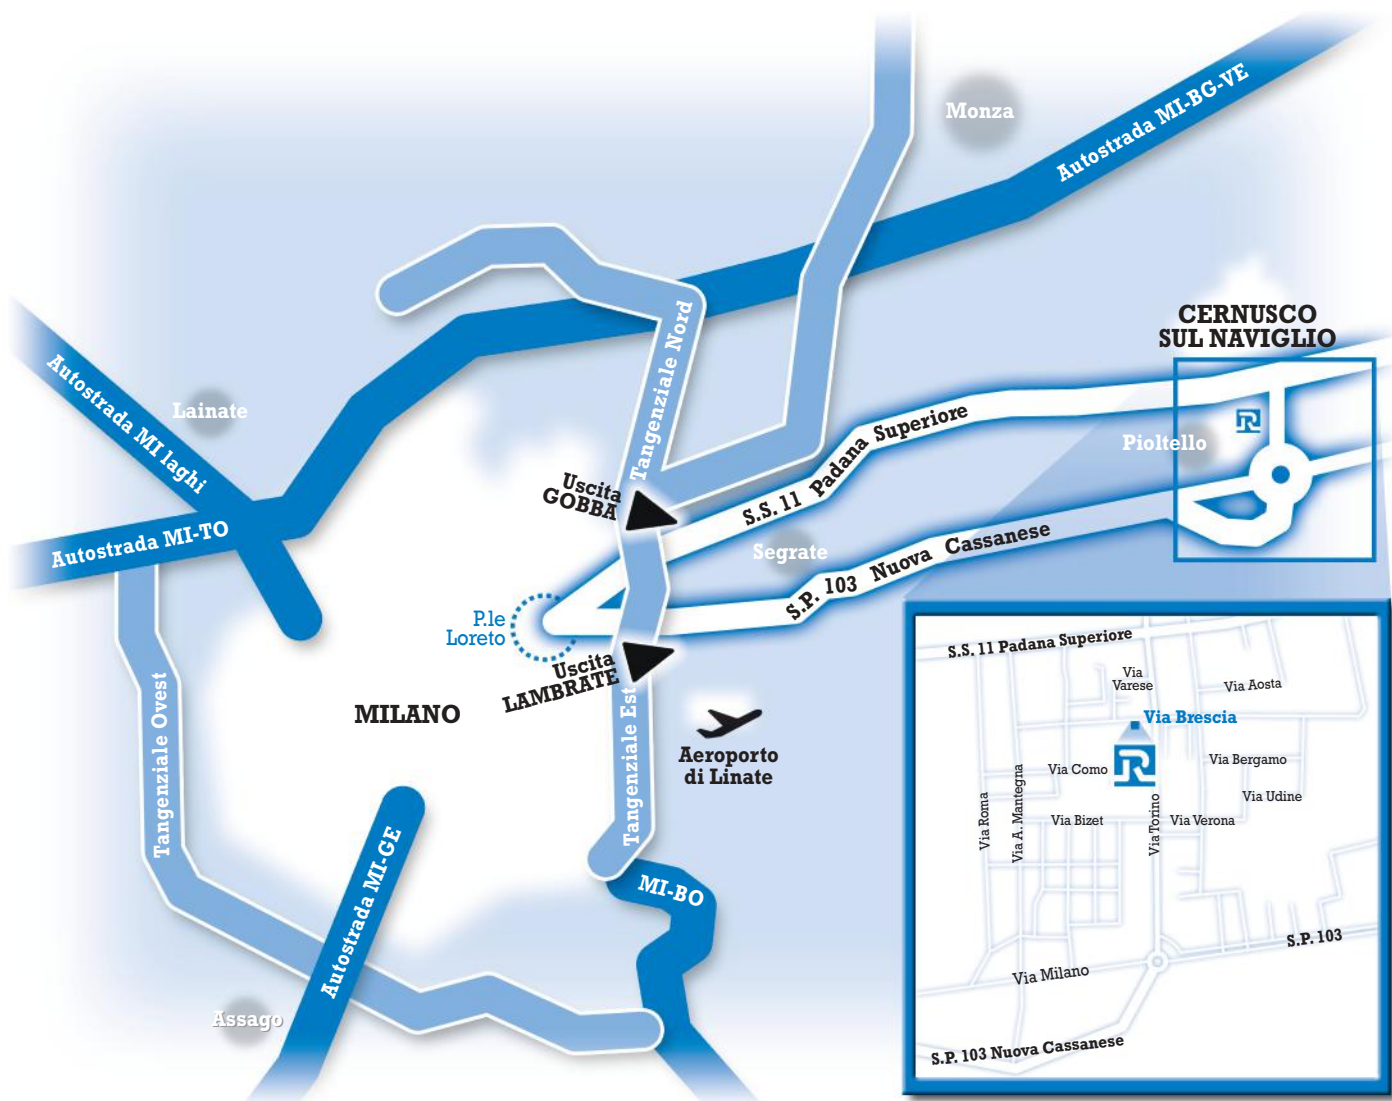 Monza
Autostrada MI-BG-VE
CERNUSCO
SUL NAVIGLIO
Tangenziale Nord
Autostrada MI laghi
Lainate
S.S. 11 Padana Superiore
Pioltello
R
Uscita
GOBBA
Autostrada MI-TO
Segrate
S.P. 103 Nuova Cassanese
P.le
Loreto
Uscita
LAMBRATE
MILANO
Aeroporto
di Linate
Tangenziale Ovest
Tangenziale Est
Autostrada MI-GE
MI-BO
Assago
S.S. 11 Padana Superiore
Via
Varese
Via Aosta
Via Brescia
R
Via Como
Via Bergamo
Via Udine
Via Roma
Via A. Mantegna
Via Bizet
Via Torino
Via Verona
S.P. 103
Via Milano
S.P. 103 Nuova Cassanese